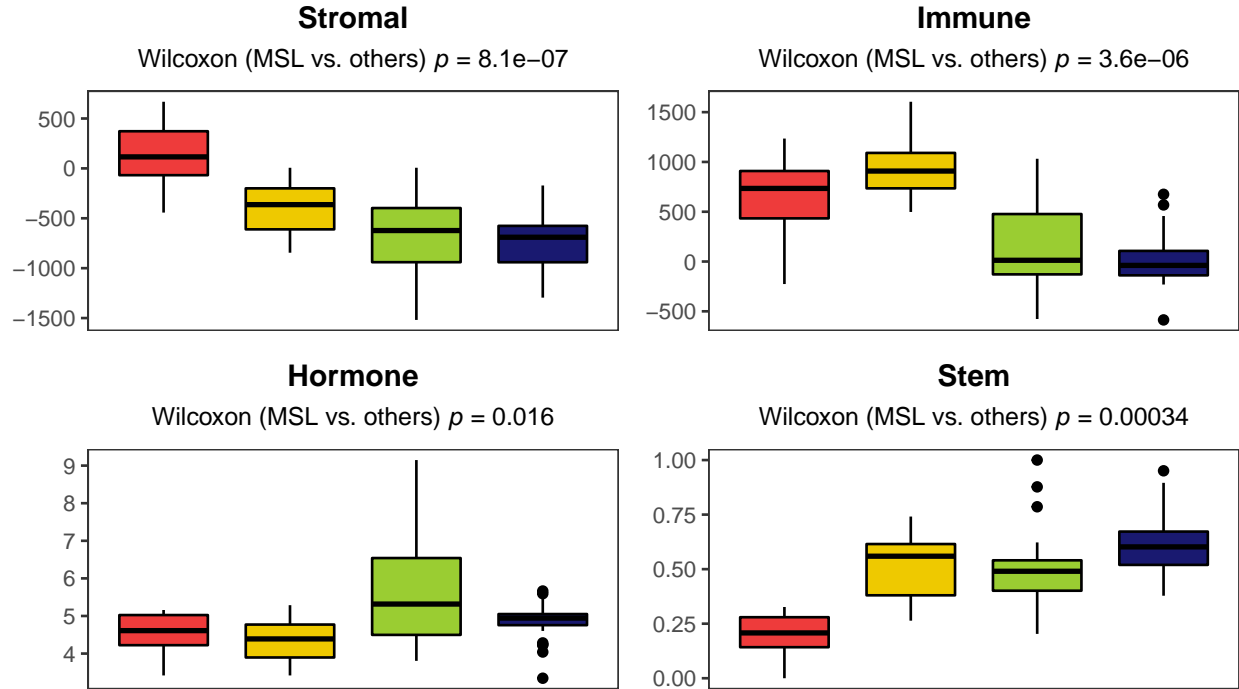 Stromal
Wilcoxon (MSL vs. others) p = 8.1e−07
500
0
−500
−1000
−1500
Immune
Wilcoxon (MSL vs. others) p = 3.6e−06
1500
1000
500
0
−500
Hormone
Wilcoxon (MSL vs. others) p = 0.016
9
8
7
6
5
4
Stem
Wilcoxon (MSL vs. others) p = 0.00034
1.00
0.75
0.50
0.25
0.00